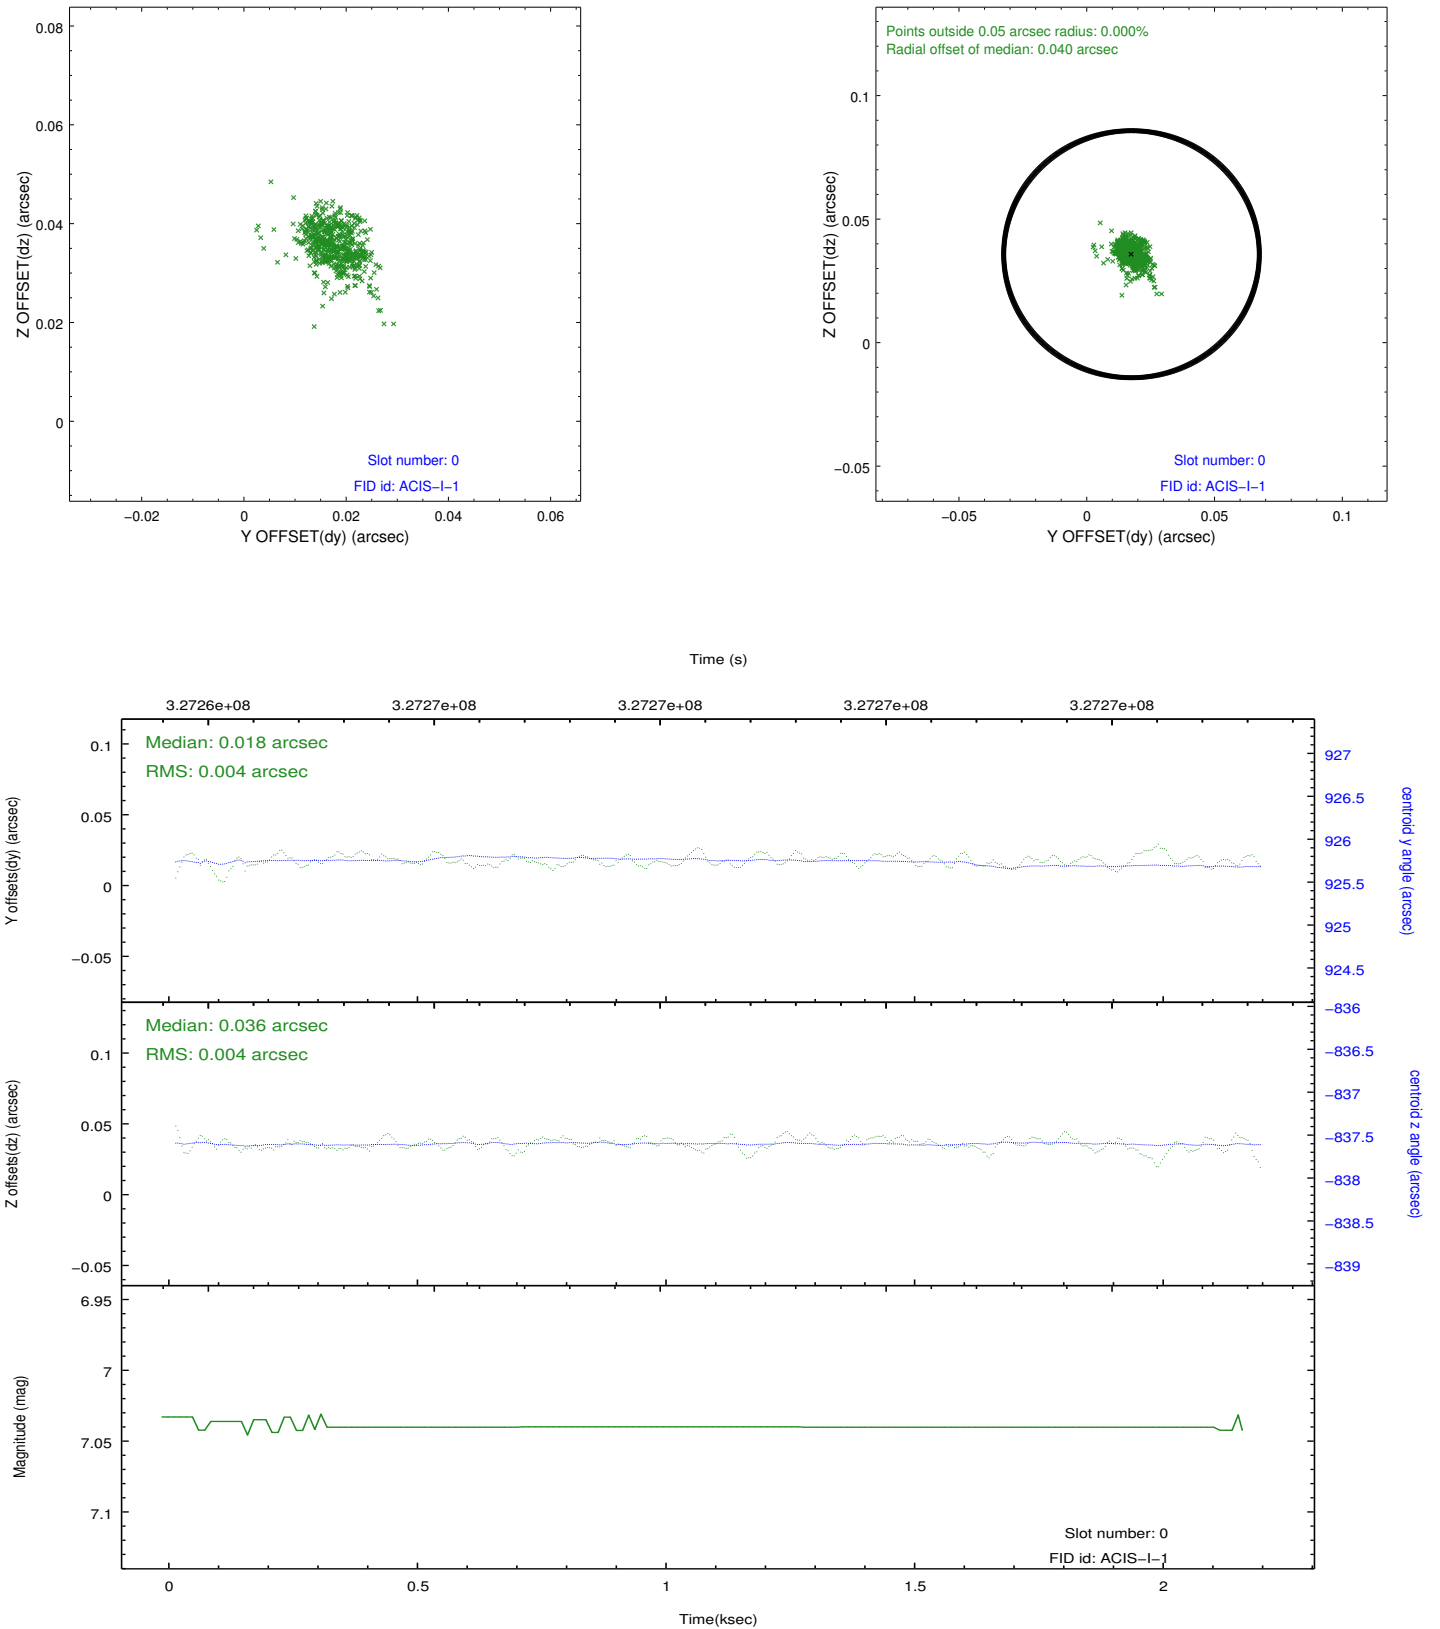 0.08
0.06
0.04
0.02
0
Z OFFSET(dz) (arcsec)
Slot number: 0
FID id: ACIS−I−1
−0.02 0 0.02 0.04 0.06
Y OFFSET(dy) (arcsec)
Points outside 0.05 arcsec radius: 0.000%
Radial offset of median: 0.040 arcsec
0.1
0.05
0
−0.05
Z OFFSET(dz) (arcsec)
Slot number: 0
FID id: ACIS−I−1
−0.05 0 0.05 0.1
Y OFFSET(dy) (arcsec)
Time (s)
3.2726e+08 3.2727e+08 3.2727e+08 3.2727e+08 3.2727e+08
Median: 0.018 arcsec
RMS: 0.004 arcsec
0.1
0.05
0
−0.05
Y offsets(dy) (arcsec)
927
926.5
926
925.5
925
924.5
centroid y angle (arcsec)
Median: 0.036 arcsec
RMS: 0.004 arcsec
0.1
0.05
0
−0.05
Z offsets(dz) (arcsec)
−836
−836.5
−837
−837.5
−838
−838.5
−839
centroid z angle (arcsec)
6.95
7
7.05
7.1
Magnitude (mag)
Slot number: 0
FID id: ACIS−I−1
0 0.5 1 1.5 2
Time(ksec)